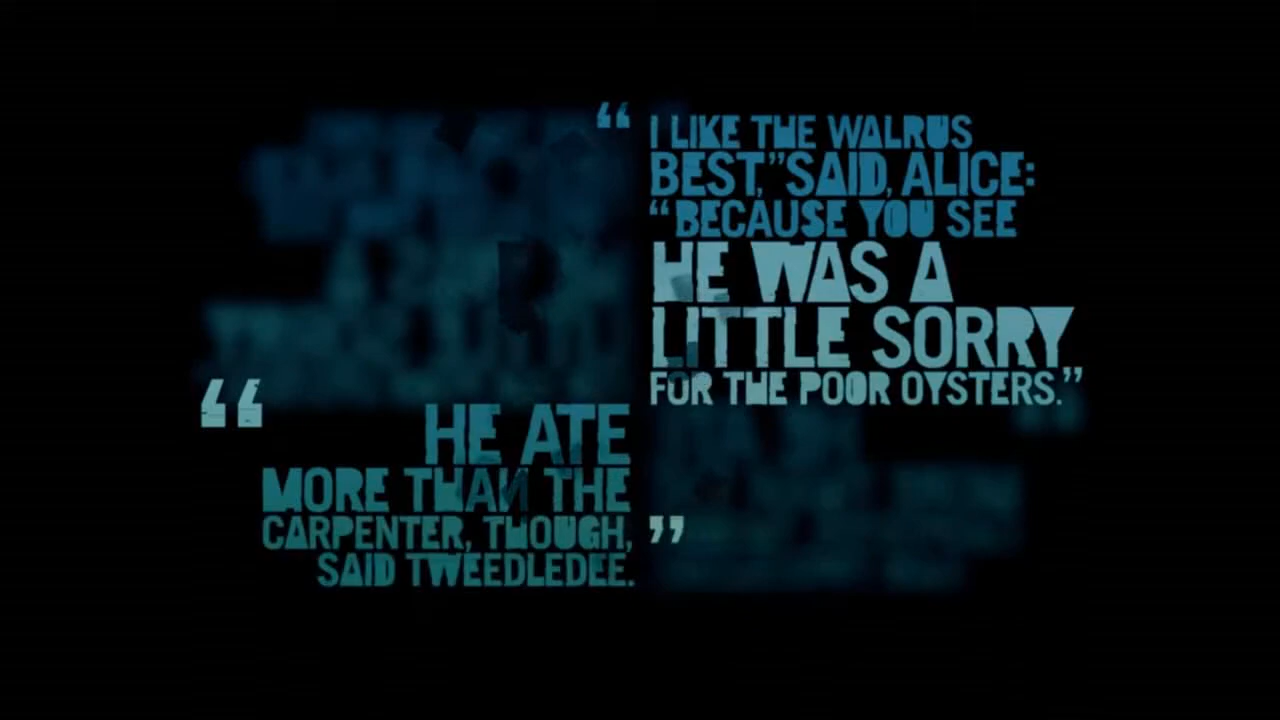 “ I LIKE THE WALRUS
BEST,” SAID, ALICE:
“BECAUSE YOU SEE
HE WAS A
LITTLE SORRY
FOR THE POOR OYSTERS.”
“ HE ATE
MORE THAN THE
CARPENTER, THOUGH,
SAID TWEEDLEDEE. ”